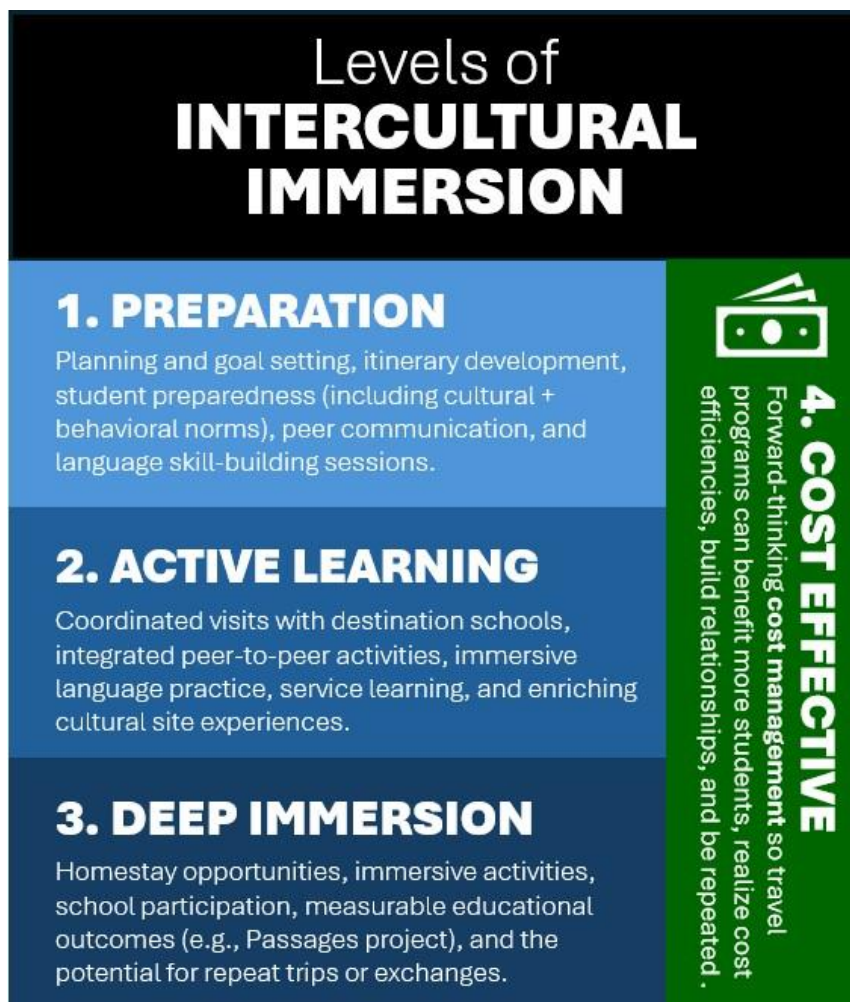 Levels of
INTERCULTURAL
IMMERSION
1. PREPARATION
Planning and goal setting, itinerary development,
student preparedness (including cultural +
behavioral norms), peer communication, and
language skill-building sessions.
2. ACTIVE LEARNING
Coordinated visits with destination schools,
integrated peer-to-peer activities, immersive
language practice, service learning, and enriching
cultural site experiences.
3. DEEP IMMERSION
Homestay opportunities, immersive activities,
school participation, measurable educational
outcomes (e.g., Passages project), and the
potential for repeat trips or exchanges.
4. COST EFFECTIVE
Forward-thinking cost management so travel
programs can benefit more students, realize cost
efficiencies, build relationships, and be repeated .